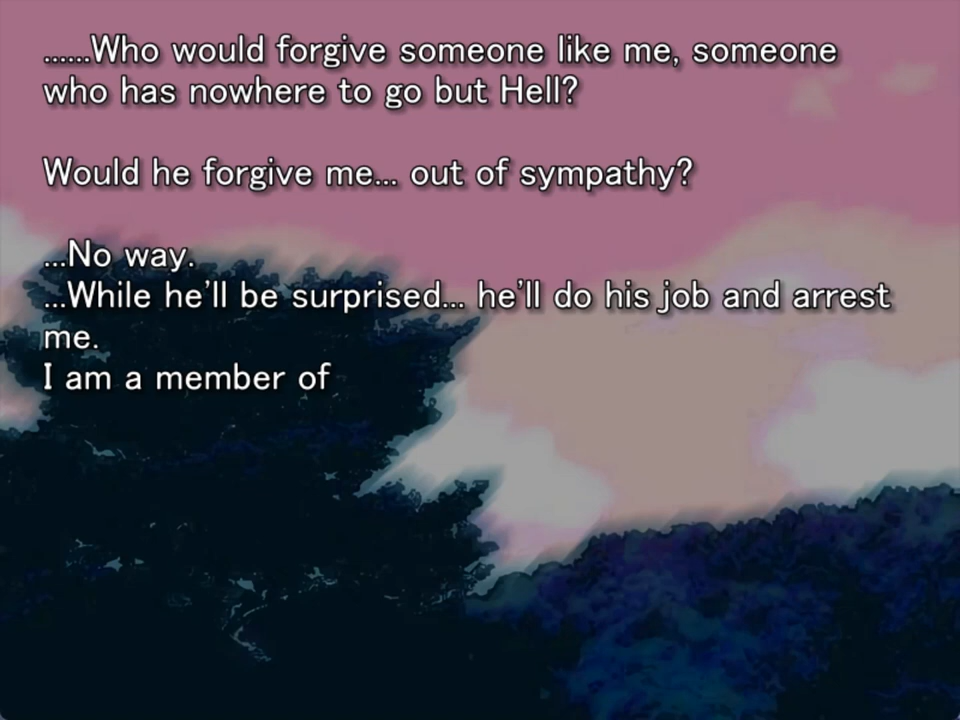 ......Who would forgive someone like me, someone
who has nowhere to go but Hell?
Would he forgive me... out of sympathy?
...No way.
...While he'll be surprised... he'll do his job and arrest
me.
I am a member of